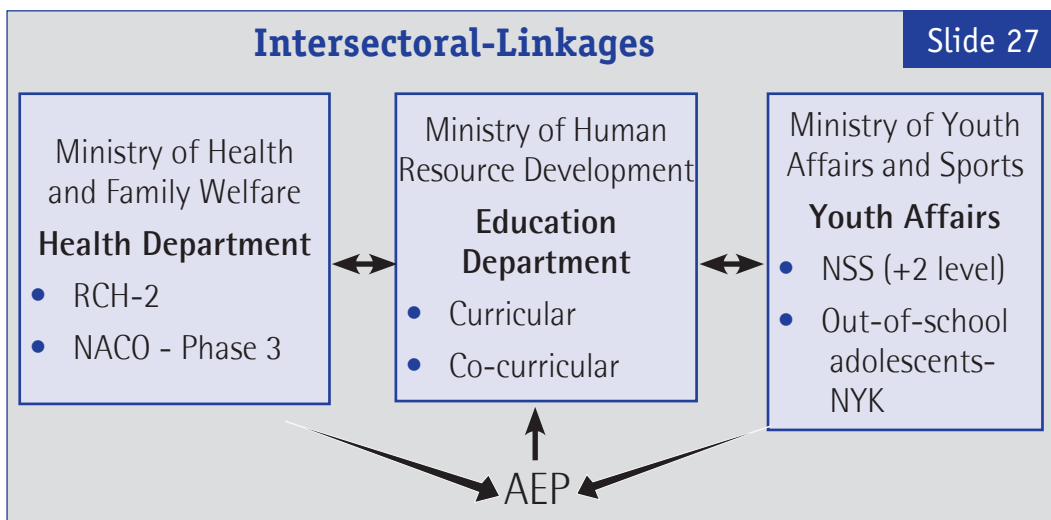 Intersectoral-Linkages
Slide 27
Ministry of Health
and Family Welfare
Health Department
• RCH-2
• NACO - Phase 3
Ministry of Human
Resource Development
Education
Department
• Curricular
• Co-curricular
Ministry of Youth
Affairs and Sports
Youth Affairs
• NSS (+2 level)
• Out-of-school
adolescents-
NYK
AEP